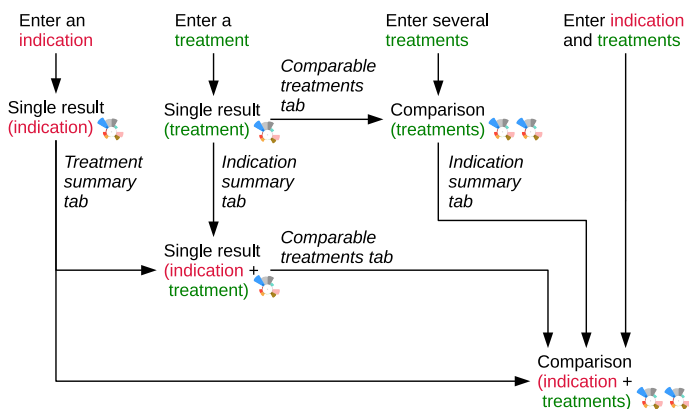 Enter an
indication
Enter a
treatment
Enter several
treatments
Enter indication
and treatments
Comparable
treatments
tab
Single result
(indication)
Single result
(treatment)
Comparison
(treatments)
Treatment
summary
tab
Indication
summary
tab
Indication
summary
tab
Single result
(indication +
treatment)
Comparable
treatments tab
Comparison
(indication +
treatments)